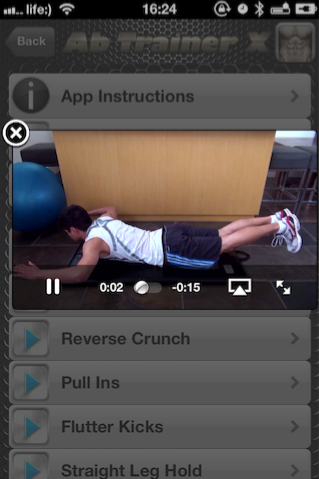 life:) 16:24
Back Ab Trainer X
App Instructions
0:02 -0:15
Reverse Crunch
Pull Ins
Flutter Kicks
Straight Leg Hold